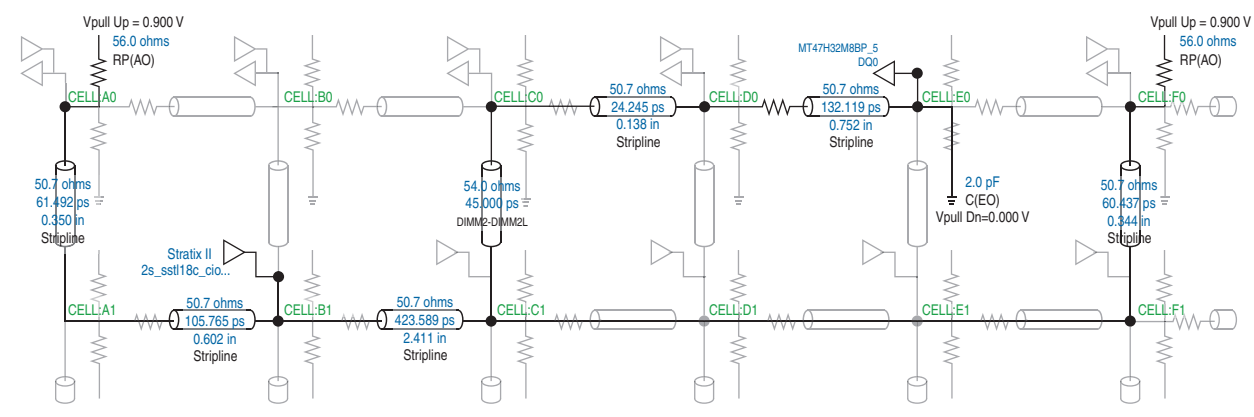 Vpull Up = 0.900 V
56.0 ohms
RP(AO)
Vpull Up = 0.900 V
56.0 ohms
RP(AO)
MT47H32M8BP_5
DQ0
CELL:A0
CELL:B0
CELL:C0
50.7 ohms
24.245 ps
0.138 in
Stripline
CELL:D0
50.7 ohms
132.119 ps
0.752 in
Stripline
CELL:E0
CELL:F0
50.7 ohms
61.492 ps
0.350 in
Stripline
54.0 ohms
45.000 ps
DIMM2-DIMM2L
2.0 pF
C(EO)
Vpull Dn=0.000 V
50.7 ohms
60.437 ps
0.344 in
Stripline
Stratix II
2s_sstl18c_cio...
CELL:A1
50.7 ohms
105.765 ps
0.602 in
Stripline
CELL:B1
50.7 ohms
423.589 ps
2.411 in
Stripline
CELL:C1
CELL:D1
CELL:E1
CELL:F1